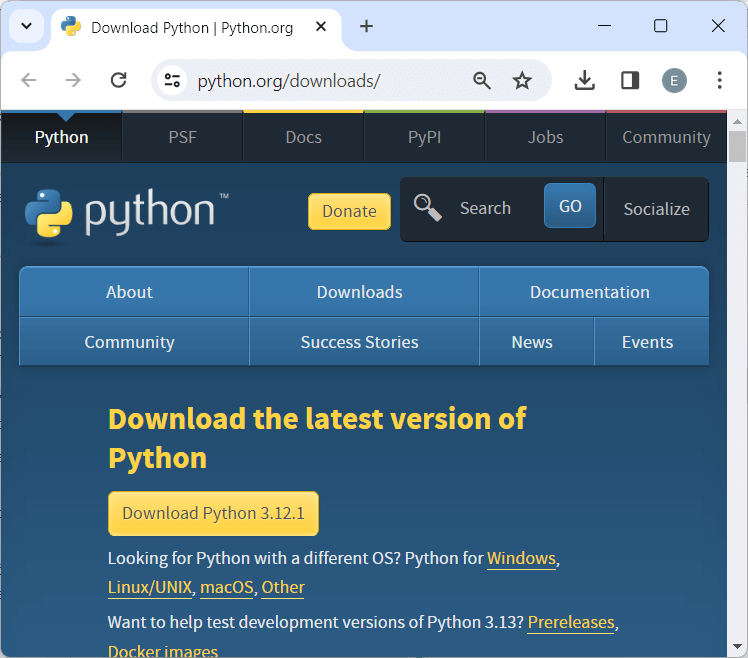 Download Python | Python.org
python.org/downloads/
E
Python PSF Docs PyPI Jobs Community
python™ Donate Search GO Socialize
About Downloads Documentation
Community Success Stories News Events
Download the latest version of
Python
Download Python 3.12.1
Looking for Python with a different OS? Python for Windows,
Linux/UNIX, macOS, Other
Want to help test development versions of Python 3.13? Prereleases,
Docker images